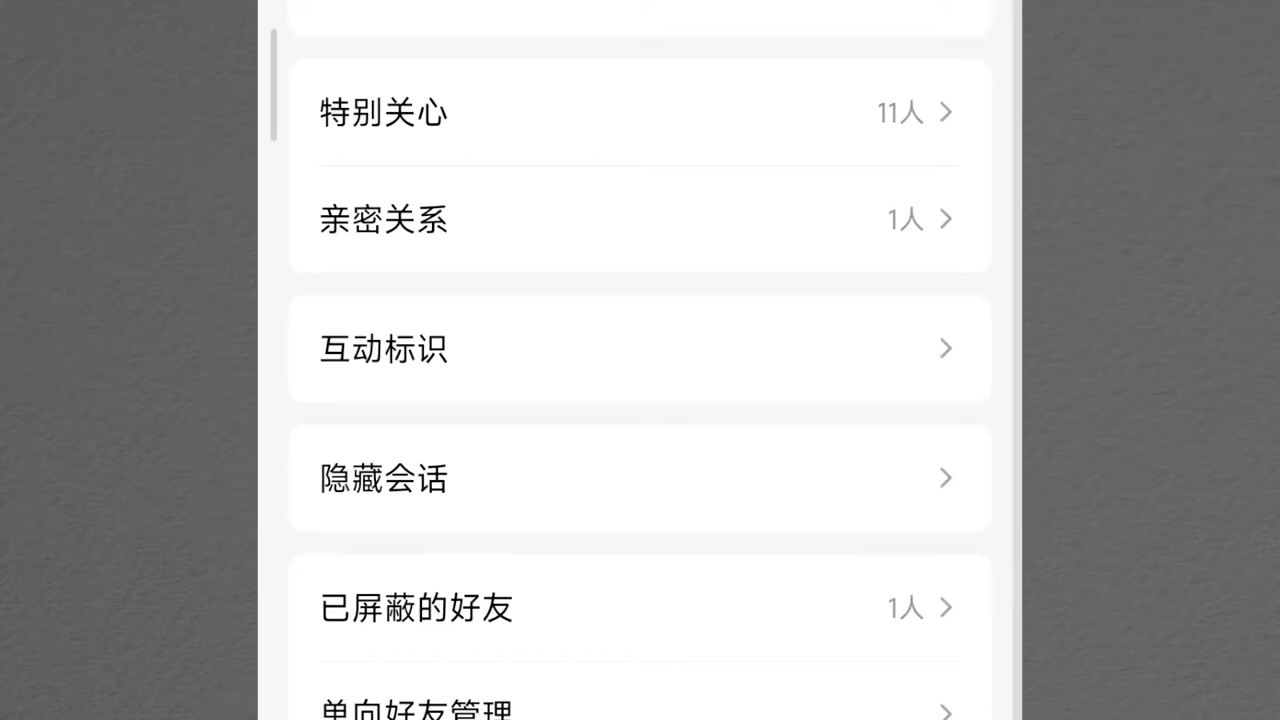 特别关心 11人
亲密关系 1人
互动标识
隐藏会话
已屏蔽的好友 1人
单向好友管理